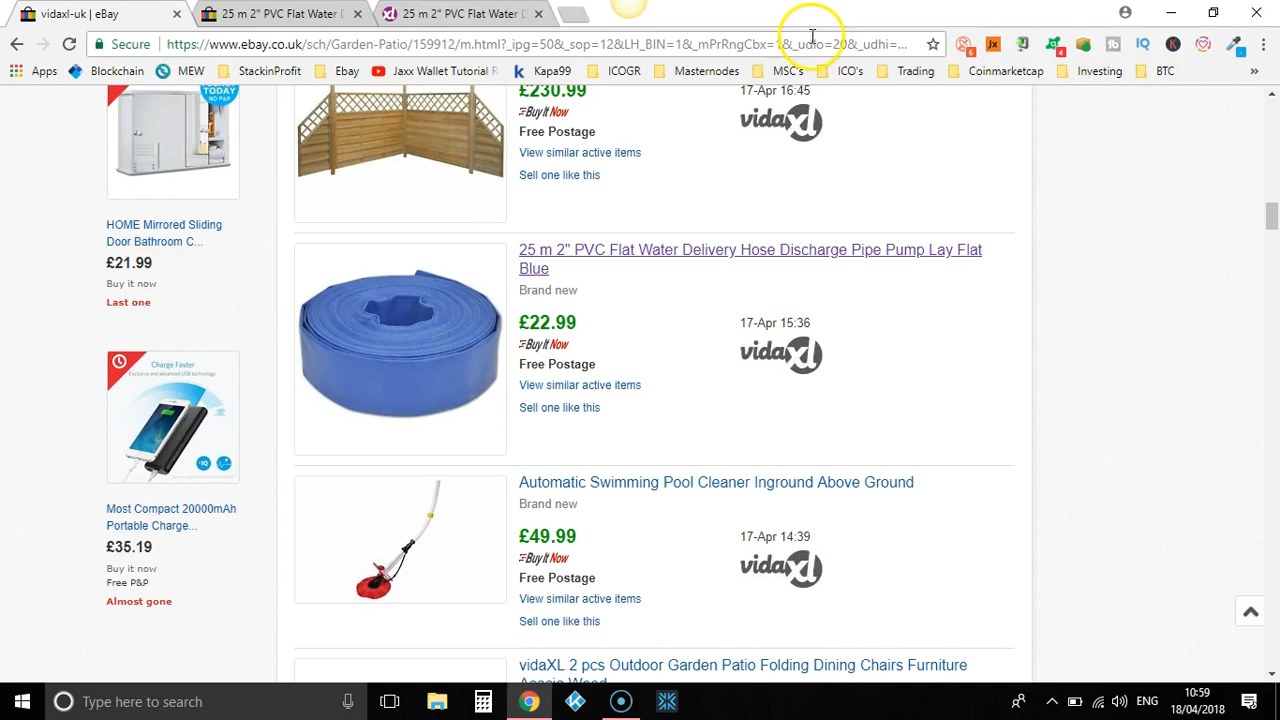 vidaxl-uk | eBay
25 m 2" PVC Flat Water D
25 m 2" PVC Flat Water D
Secure
https://www.ebay.co.uk/sch/Garden-Patio/159912/m.html?_ipg=50&_sop=12&LH_BIN=1&_mPrRngCbx=1&_udlo=20&_udhi=...
Apps
Blockchain
MEW
StackinProfit
Ebay
Jaxx Wallet Tutorial |
Kapa99
ICOGR
Masternodes
MSC's
ICO's
Trading
Coinmarketcap
Investing
BTC
»
TODAY
NO P&P
HOME Mirrored Sliding
Door Bathroom C...
£21.99
Buy it now
Last one
Charge Faster
Most Compact 20000mAh
Portable Charge...
£35.19
Buy it now
Free P&P
Almost gone
£230.99
17-Apr 16:45
Buy It Now
vidaXL
Free Postage
View similar active items
Sell one like this
25 m 2" PVC Flat Water Delivery Hose Discharge Pipe Pump Lay Flat
Blue
Brand new
£22.99
17-Apr 15:36
Buy It Now
vidaXL
Free Postage
View similar active items
Sell one like this
Automatic Swimming Pool Cleaner Inground Above Ground
Brand new
£49.99
17-Apr 14:39
Buy It Now
vidaXL
Free Postage
View similar active items
Sell one like this
vidaXL 2 pcs Outdoor Garden Patio Folding Dining Chairs Furniture
Acacia Wood
Type here to search
ENG
10:59
18/04/2018